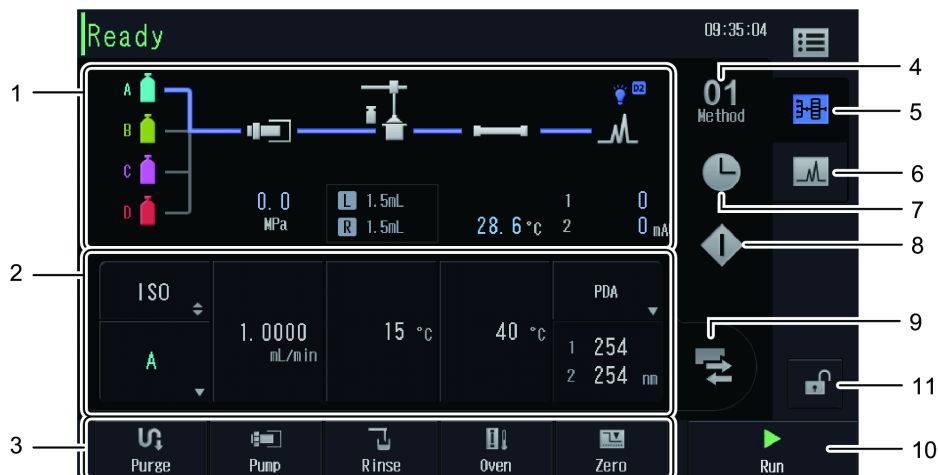 Ready
09:35:04
1
A
B
C
D
D2
0.0
MPa
L 1.5mL
R 1.5mL
28.6 °C
1 0
2 0 mA
01
Method
4
5
6
7
8
2
ISO
A
1.0000
mL/min
15 °C
40 °C
PDA
1 254
2 254 nm
9
11
3
Purge
Pump
Rinse
Oven
Zero
Run
10